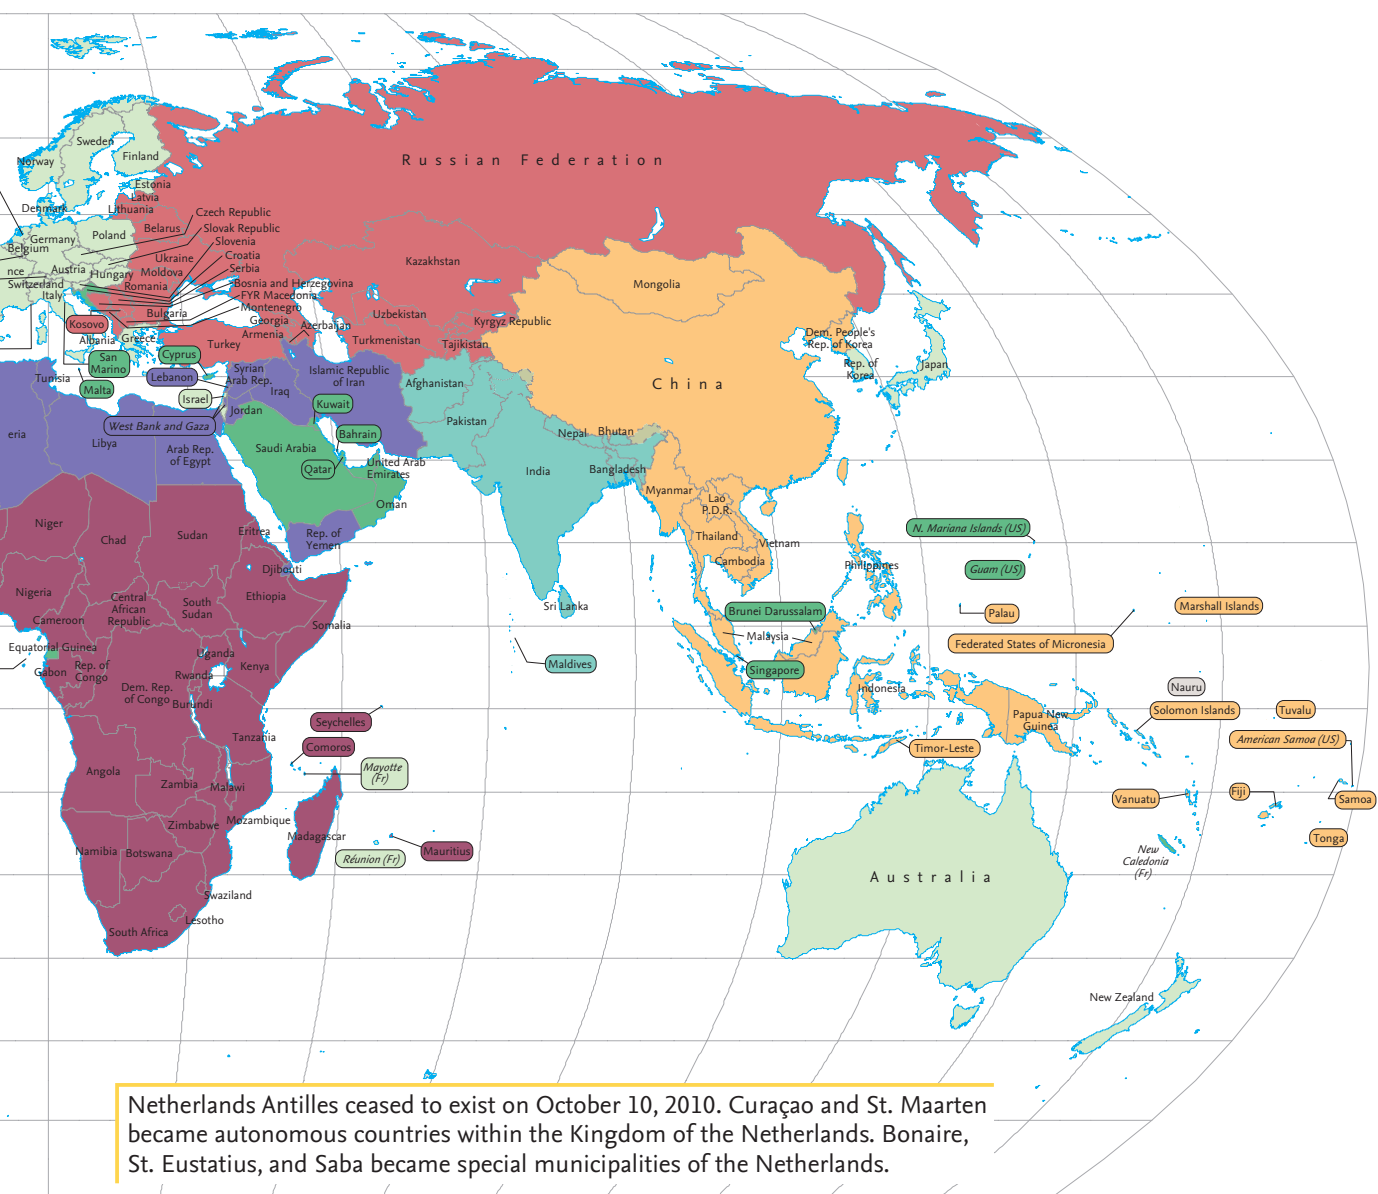 Russian Federation
Sweden
Norway
Finland
Estonia
Latvia
Lithuania
Denmark
Czech Republic
Slovak Republic
Slovenia
Belarus
Poland
Germany
Belgium
Croatia
Ukraine
Serbia
nce
Austria
Hungary
Moldova
Switzerland
Romania
Bosnia and Herzegovina
Italy
FYR Macedonia
Montenegro
Bulgaria
Georgia
Kosovo
Azerbaijan
Armenia
Albania
Greece
Turkey
Kazakhstan
Mongolia
Uzbekistan
Kyrgyz Republic
Turkmenistan
Tajikistan
Dem. People's
Rep. of Korea
Rep. of
Korea
Japan
San
Marino
Cyprus
Malta
Tunisia
Lebanon
Syrian
Arab Rep.
Islamic Republic
of Iran
Iraq
Israel
Jordan
Kuwait
Afghanistan
China
West Bank and Gaza
Pakistan
Bahrain
Nepal
Bhutan
eria
Libya
Arab Rep.
of Egypt
Saudi Arabia
Qatar
United Arab
Emirates
India
Bangladesh
Oman
Myanmar
Lao
P.D.R.
Niger
Chad
Sudan
Eritrea
Rep. of
Yemen
Thailand
Vietnam
N. Mariana Islands (US)
Djibouti
Cambodia
Philippines
Guam (US)
Nigeria
Central
African
Republic
South
Sudan
Ethiopia
Sri Lanka
Brunei Darussalam
Palau
Marshall Islands
Cameroon
Somalia
Malaysia
Federated States of Micronesia
Equatorial Guinea
Uganda
Maldives
Singapore
Gabon
Rep. of
Congo
Rwanda
Kenya
Indonesia
Nauru
Dem. Rep.
of Congo
Burundi
Seychelles
Papua New
Guinea
Solomon Islands
Tuvalu
Tanzania
Comoros
Timor-Leste
American Samoa (US)
Angola
Mayotte
(Fr)
Zambia
Malawi
Vanuatu
Fiji
Samoa
Zimbabwe
Mozambique
Madagascar
Tonga
Namibia
Botswana
Réunion (Fr)
Mauritius
New
Caledonia
(Fr)
Australia
Swaziland
Lesotho
South Africa
New Zealand
Netherlands Antilles ceased to exist on October 10, 2010. Curaçao and St. Maarten
became autonomous countries within the Kingdom of the Netherlands. Bonaire,
St. Eustatius, and Saba became special municipalities of the Netherlands.